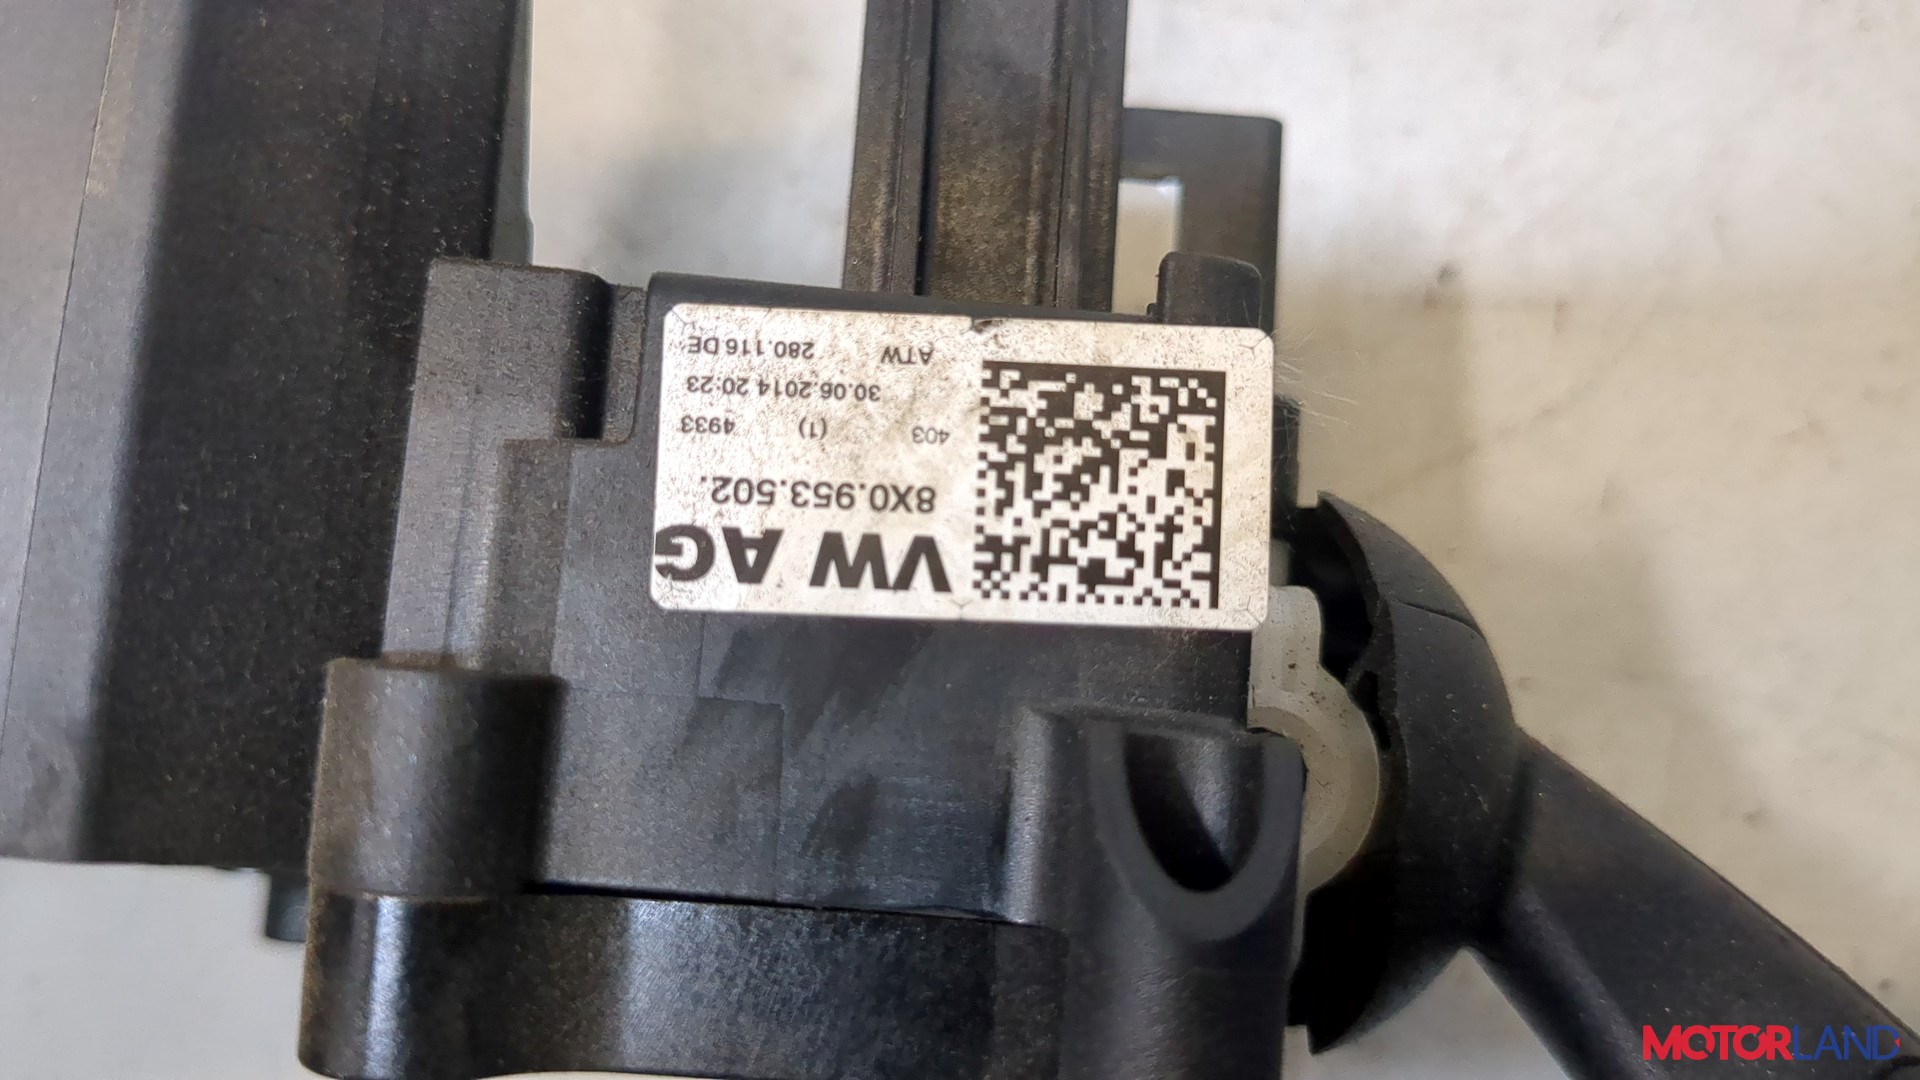 VW AG
8X0.953.502.
403 (1) 4933
30.06.2014 20:23
ATW 280.116 DE
MOTORLAND